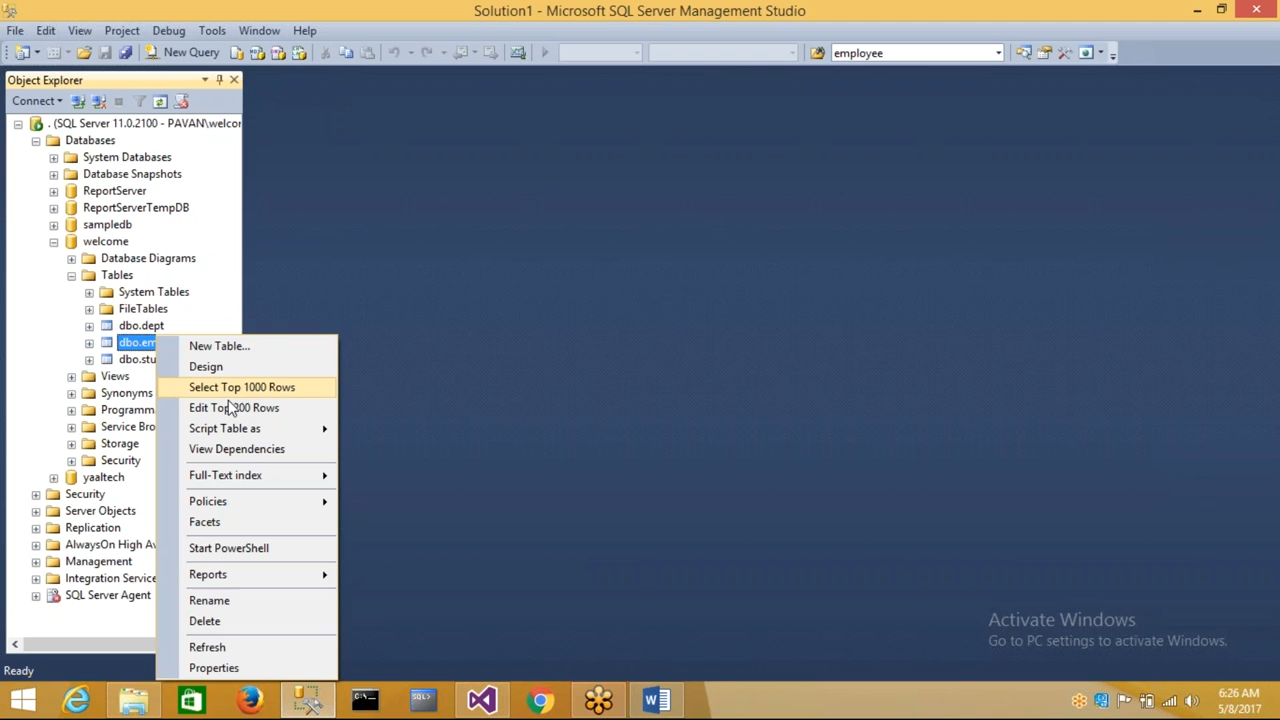 Solution1 - Microsoft SQL Server Management Studio
File Edit View Project Debug Tools Window Help
New Query employee
Object Explorer
Connect
. (SQL Server 11.0.2100 - PAVAN\welcor
Databases
System Databases
Database Snapshots
ReportServer
ReportServerTempDB
sampledb
welcome
Database Diagrams
Tables
System Tables
FileTables
dbo.dept
dbo.em
dbo.stu
Views
Synonyms
Programm
Service Bro
Storage
Security
yaaltech
Security
Server Objects
Replication
AlwaysOn High Av
Management
Integration Service
SQL Server Agent
New Table...
Design
Select Top 1000 Rows
Edit Top 200 Rows
Script Table as
View Dependencies
Full-Text index
Policies
Facets
Start PowerShell
Reports
Rename
Delete
Refresh
Properties
Activate Windows
Go to PC settings to activate Windows.
Ready
6:26 AM
5/8/2017